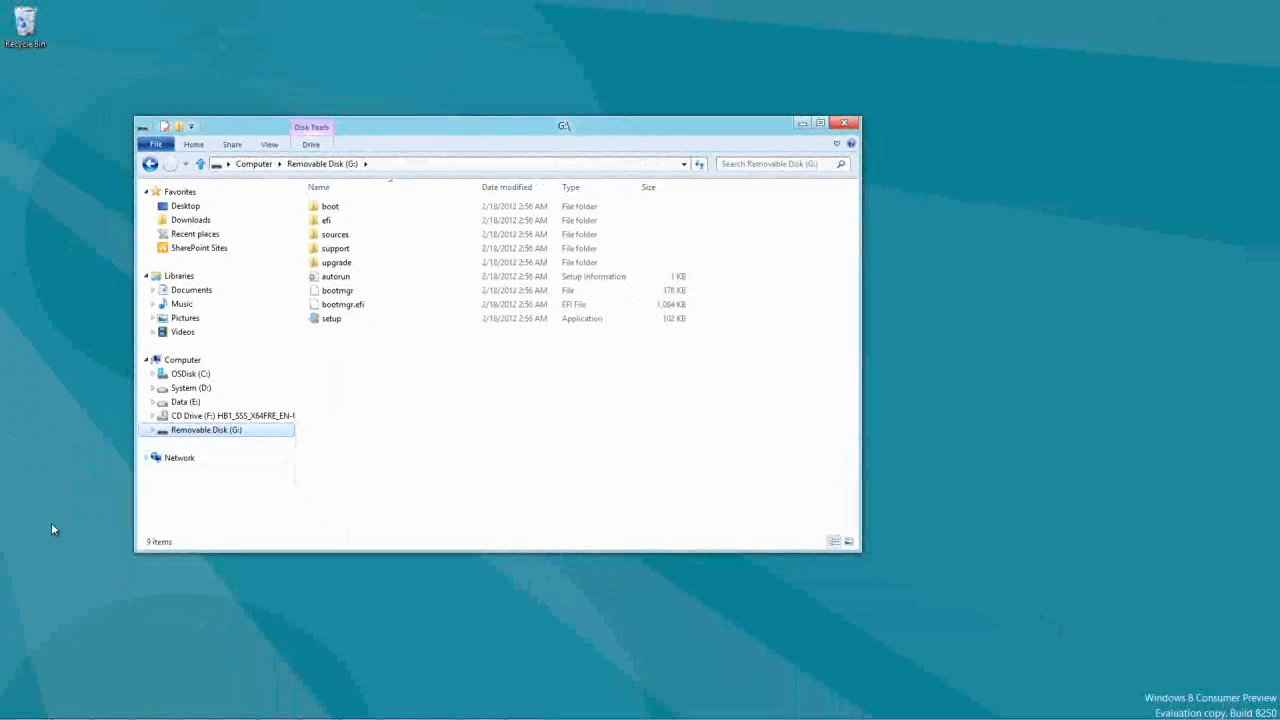 Recycle Bin
Disk Tools
G:\
File Home Share View Drive
Computer Removable Disk (G:) Search Removable Disk (G:)
Name Date modified Type Size
Favorites
Desktop
Downloads
Recent places
SharePoint Sites
Libraries
Documents
Music
Pictures
Videos
Computer
OSDisk (C:)
System (D:)
Data (E:)
CD Drive (F:) HB1_SSS_X64FRE_EN-U
Removable Disk (G:)
Network
boot 2/18/2012 2:56 AM File folder
efi 2/18/2012 2:56 AM File folder
sources 2/18/2012 2:56 AM File folder
support 2/18/2012 2:56 AM File folder
upgrade 2/18/2012 2:56 AM File folder
autorun 2/18/2012 2:56 AM Setup Information 1 KB
bootmgr 2/18/2012 2:56 AM File 378 KB
bootmgr.efi 2/18/2012 2:56 AM EFI File 1,084 KB
setup 2/18/2012 2:56 AM Application 102 KB
9 items
Windows 8 Consumer Preview
Evaluation copy. Build 8250